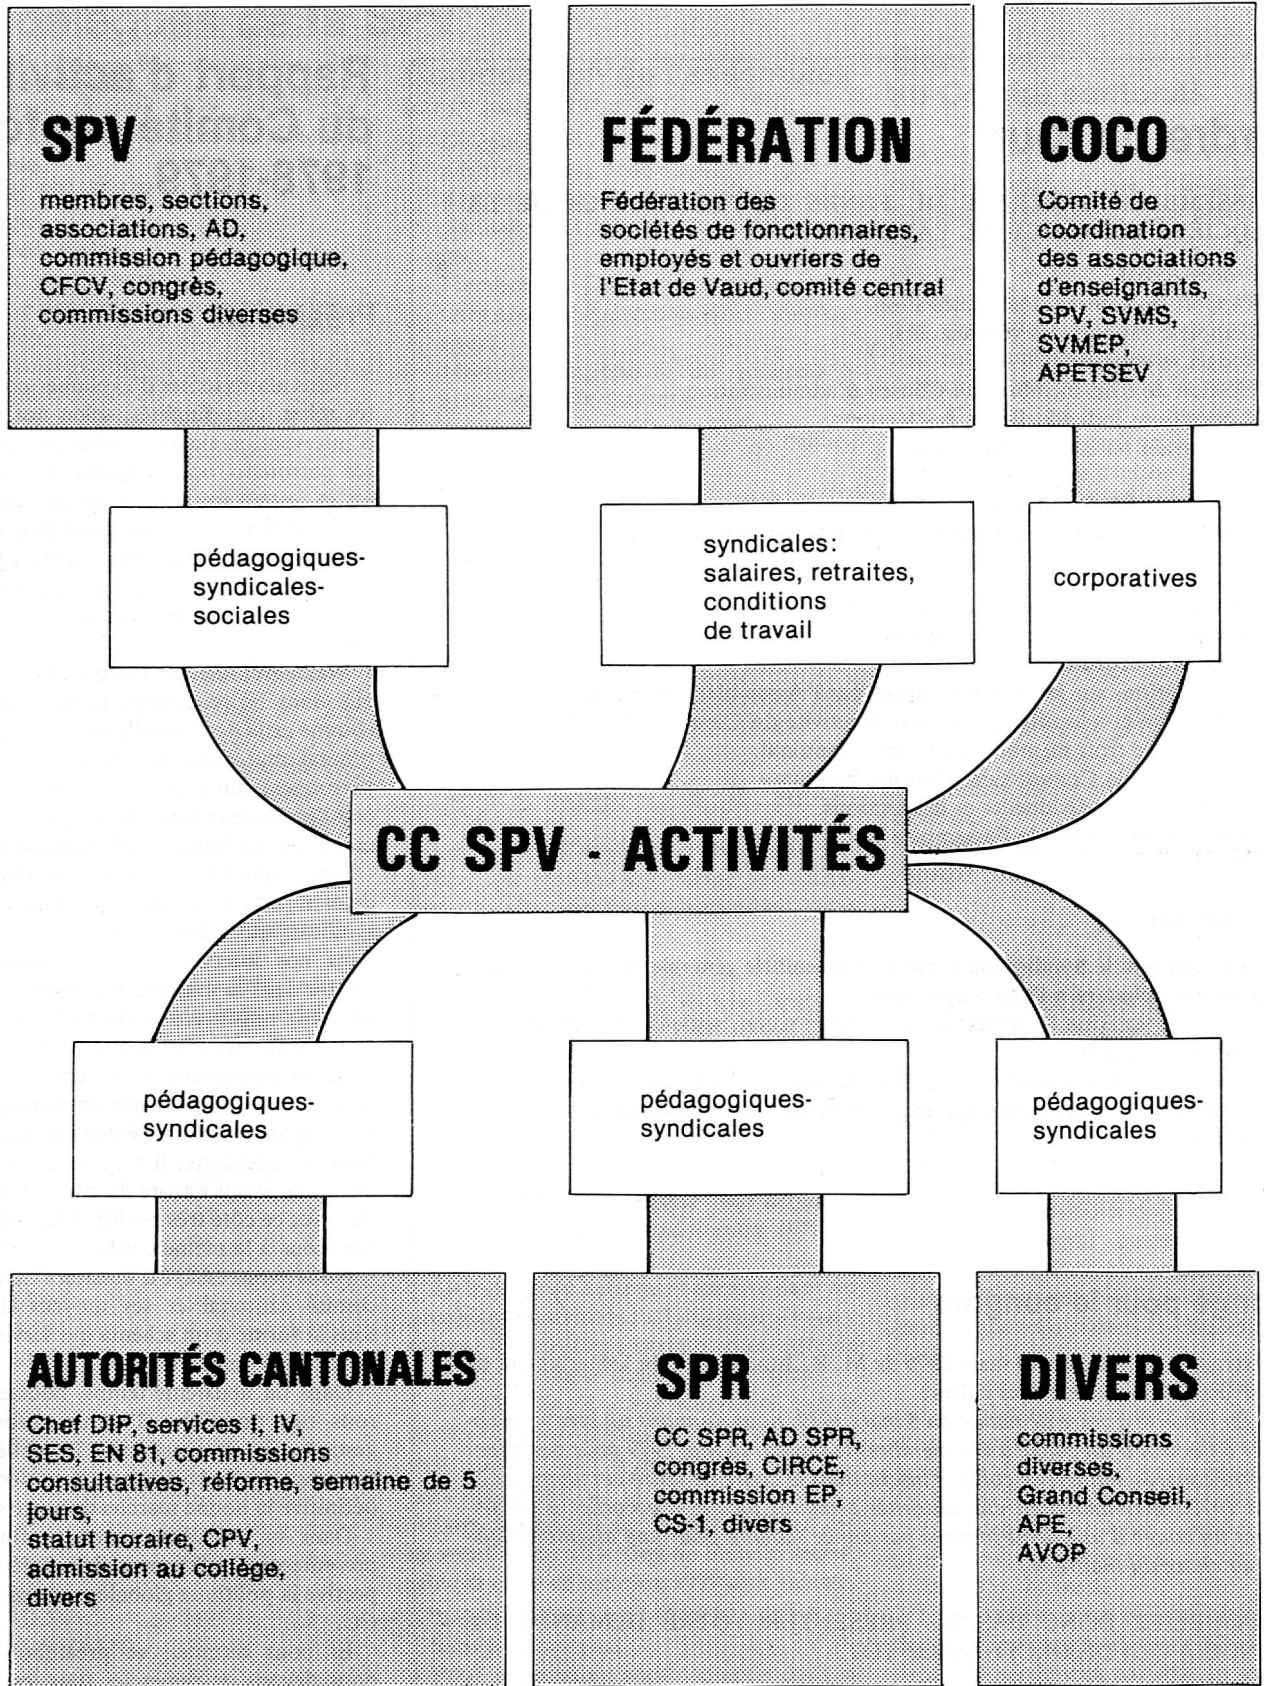 SPV
membres, sections,
associations, AD,
commission pédagogique,
CFCV, congrès,
commissions diverses
FÉDÉRATION
Fédération des
sociétés de fonctionnaires,
employés et ouvriers de
l'Etat de Vaud, comité central
COCO
Comité de
coordination
des associations
d'enseignants,
SPV, SVMS,
SVMEP,
APETSEV
pédagogiques-
syndicales-
sociales
syndicales:
salaires, retraites,
conditions
de travail
corporatives
CC SPV - ACTIVITÉS
pédagogiques-
syndicales
pédagogiques-
syndicales
pédagogiques-
syndicales
AUTORITÉS CANTONALES
Chef DIP, services I, IV,
SES, EN 81, commissions
consultatives, réforme, semaine de 5
jours,
statut horaire, CPV,
admission au collège,
divers
SPR
CC SPR, AD SPR,
congrès, CIRCE,
commission EP,
CS-1, divers
DIVERS
commissions
diverses,
Grand Conseil,
APE,
AVOP